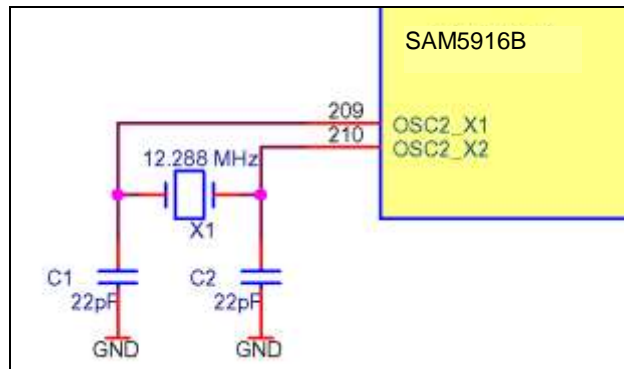 SAM5916B
209
OSC2_X1
210
OSC2_X2
12.288 MHz
X1
C1
C2
22pF
22pF
GND
GND